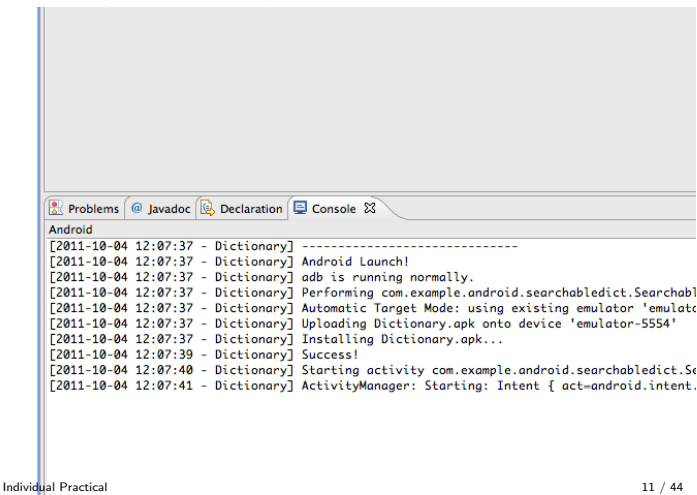 Problems @ Javadoc Declaration Console
Android
[2011-10-04 12:07:37 - Dictionary] ------------------------------
[2011-10-04 12:07:37 - Dictionary] Android Launch!
[2011-10-04 12:07:37 - Dictionary] adb is running normally.
[2011-10-04 12:07:37 - Dictionary] Performing com.example.android.searchabledict.Searchabl
[2011-10-04 12:07:37 - Dictionary] Automatic Target Mode: using existing emulator 'emulato
[2011-10-04 12:07:37 - Dictionary] Uploading Dictionary.apk onto device 'emulator-5554'
[2011-10-04 12:07:37 - Dictionary] Installing Dictionary.apk...
[2011-10-04 12:07:39 - Dictionary] Success!
[2011-10-04 12:07:40 - Dictionary] Starting activity com.example.android.searchabledict.Se
[2011-10-04 12:07:41 - Dictionary] ActivityManager: Starting: Intent { act=android.intent.
Individual Practical 11 / 44